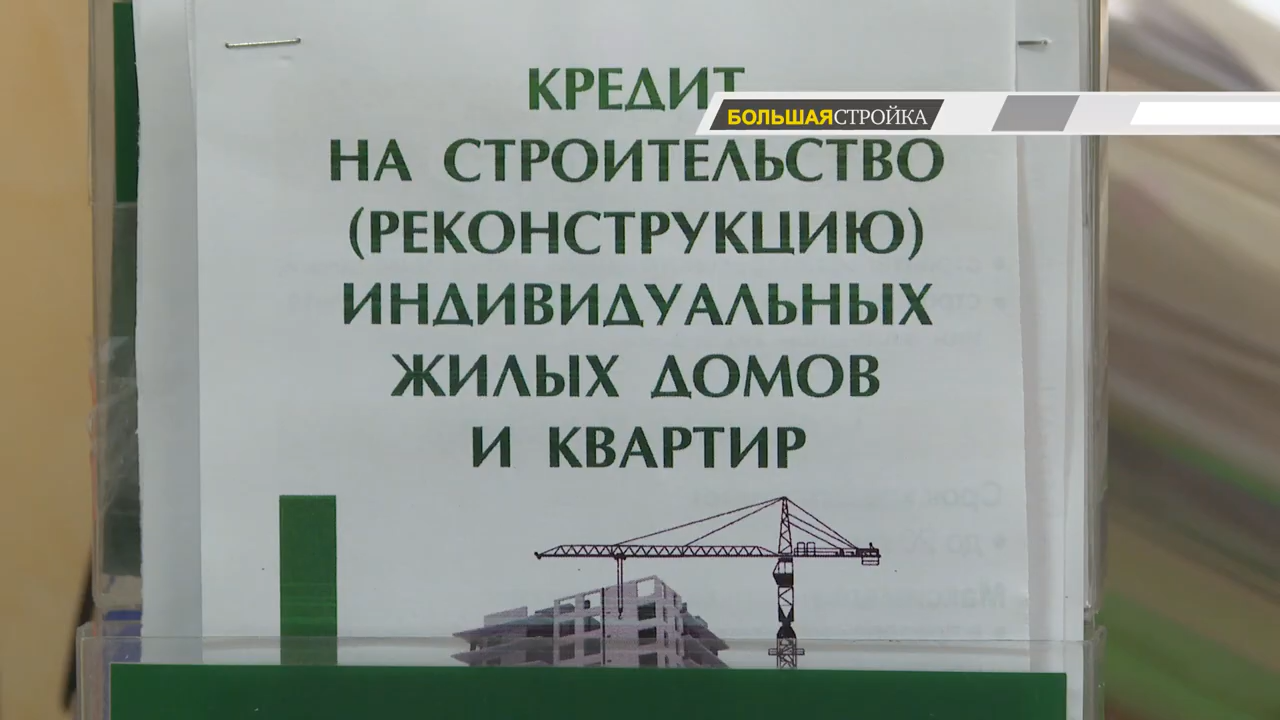 КРЕДИТ
БОЛЬШАЯСТРОЙКА
НА СТРОИТЕЛЬСТВО
(РЕКОНСТРУКЦИЮ)
ИНДИВИДУАЛЬНЫХ
ЖИЛЫХ ДОМОВ
И КВАРТИР